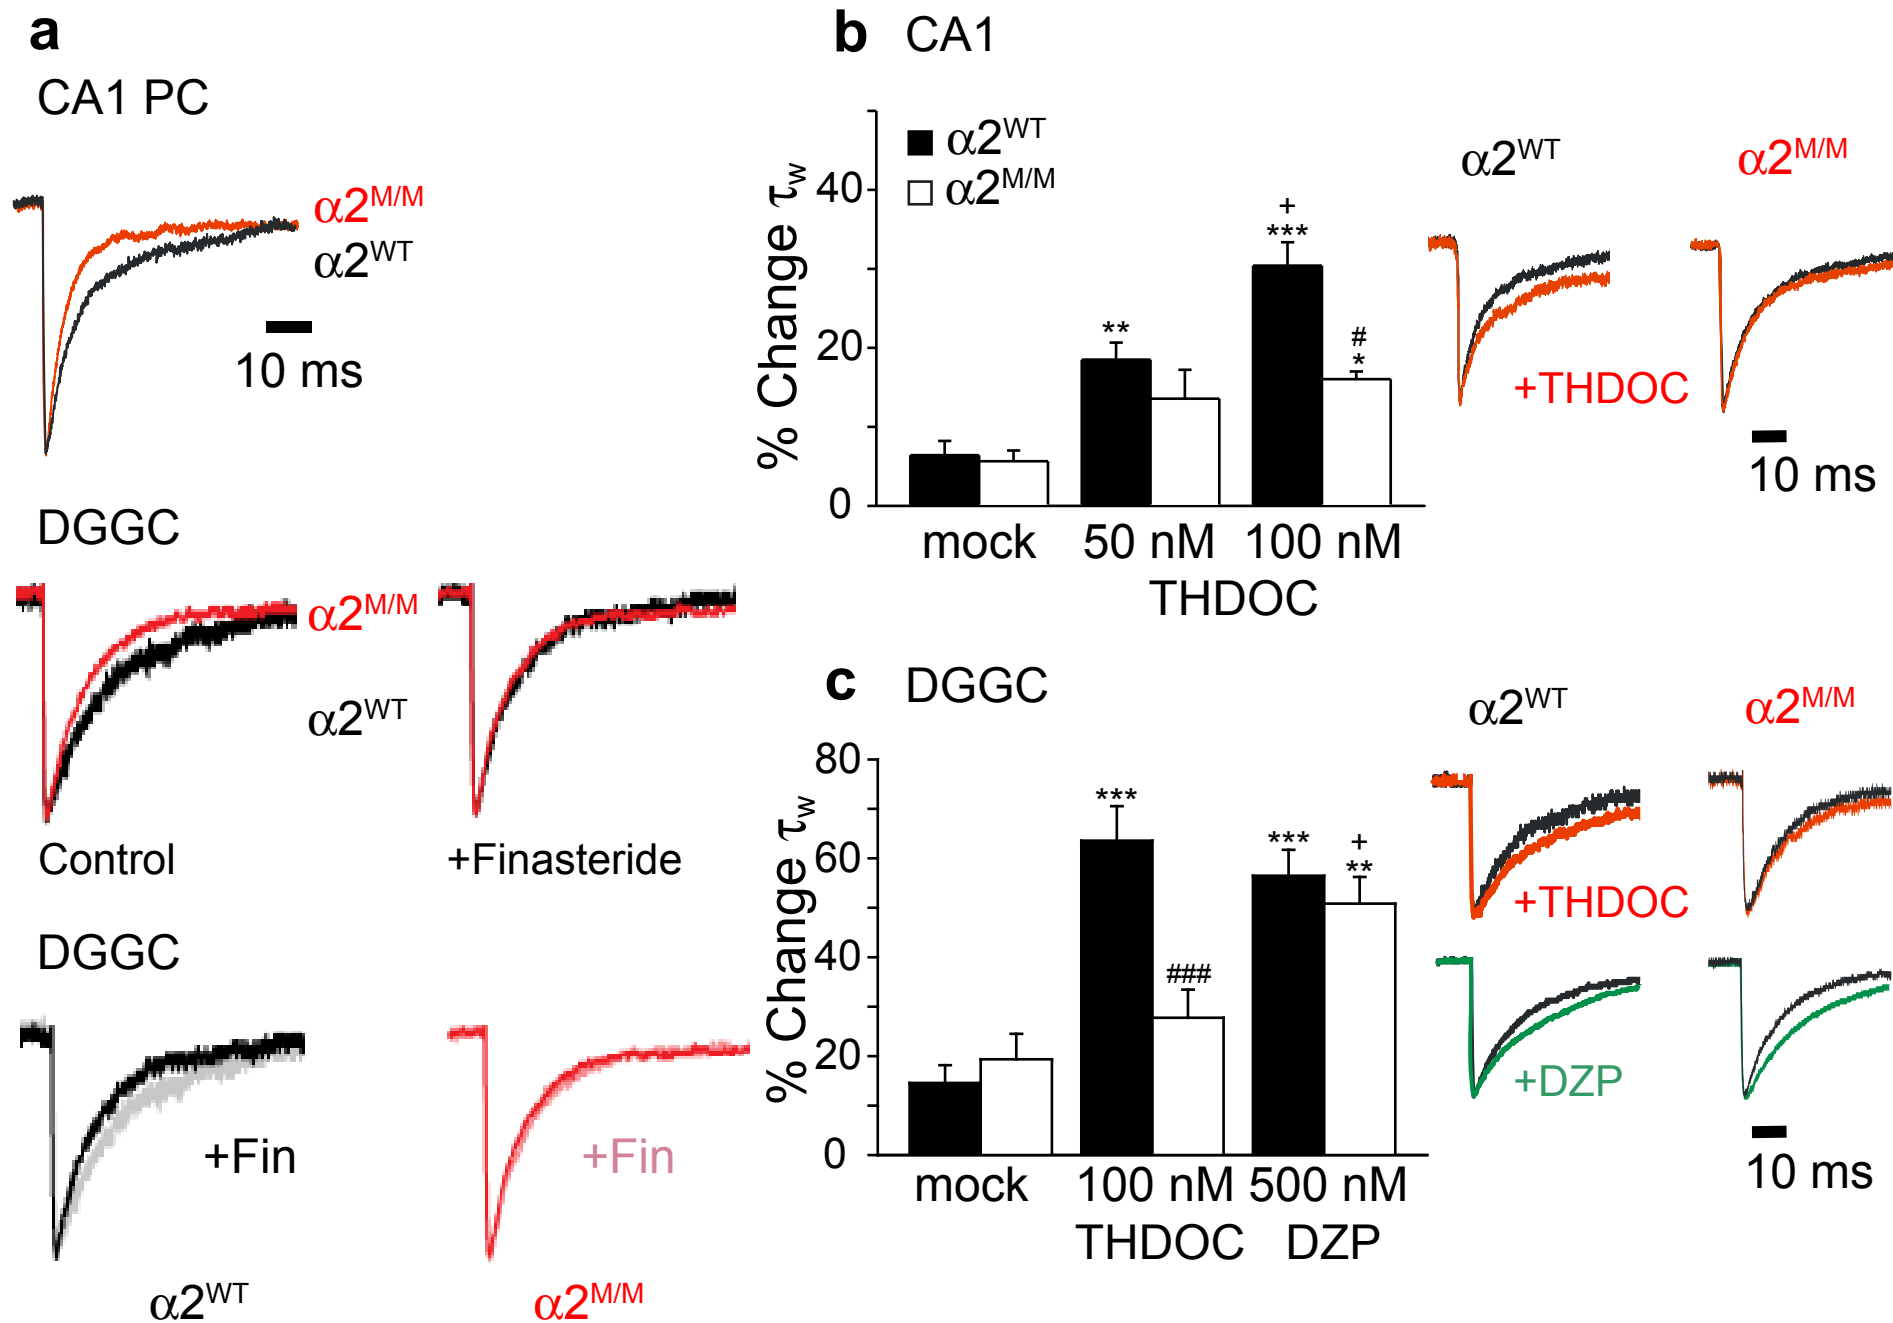 a
CA1 PC
α2M/M
α2WT
10 ms
DGGC
α2M/M
α2WT
Control
+Finasteride
DGGC
+Fin
+Fin
α2WT
α2M/M
b CA1
% Change τw
40
20
0
α2WT
α2M/M
**
+
***
#
*
mock
50 nM
100 nM
THDOC
α2WT
α2M/M
+THDOC
10 ms
c DGGC
% Change τw
80
60
40
20
0
***
###
***
+
**
mock
100 nM
500 nM
THDOC
DZP
α2WT
α2M/M
+THDOC
+DZP
10 ms